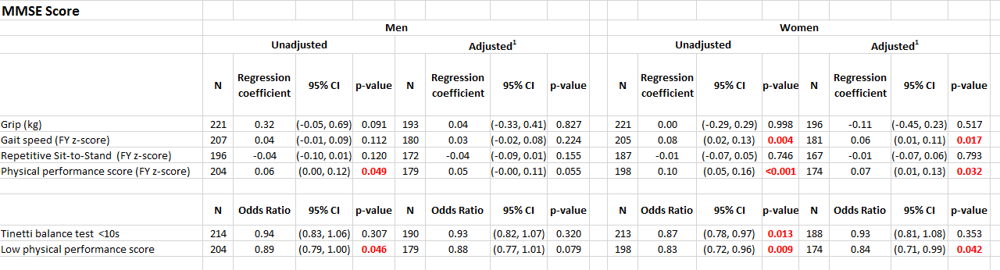 MMSE Score
Men Women
Unadjusted Adjusted1 Unadjusted Adjusted1
N Regression coefficient 95% CI p-value N Regression coefficient 95% CI p-value N Regression coefficient 95% CI p-value N Regression coefficient 95% CI p-value
Grip (kg) 221 0.32 (-0.05, 0.69) 0.091 193 0.04 (-0.33, 0.41) 0.827 221 0.00 (-0.29, 0.29) 0.998 196 -0.11 (-0.45, 0.23) 0.517
Gait speed (FY z-score) 207 0.04 (-0.01, 0.09) 0.112 180 0.03 (-0.02, 0.08) 0.224 205 0.08 (0.02, 0.13) 0.004 181 0.06 (0.01, 0.11) 0.017
Repetitive Sit-to-Stand (FY z-score) 196 -0.04 (-0.10, 0.01) 0.120 172 -0.04 (-0.09, 0.01) 0.155 187 -0.01 (-0.07, 0.05) 0.746 167 -0.01 (-0.07, 0.06) 0.793
Physical performance score (FY z-score) 204 0.06 (0.00, 0.12) 0.049 179 0.05 (-0.00, 0.11) 0.055 198 0.10 (0.05, 0.16) <0.001 174 0.07 (0.01, 0.13) 0.032
N Odds Ratio 95% CI p-value N Odds Ratio 95% CI p-value N Odds Ratio 95% CI p-value N Odds Ratio 95% CI p-value
Tinetti balance test <10s 214 0.94 (0.83, 1.06) 0.307 190 0.93 (0.82, 1.07) 0.320 213 0.87 (0.78, 0.97) 0.013 188 0.93 (0.81, 1.08) 0.353
Low physical performance score 204 0.89 (0.79, 1.00) 0.046 179 0.88 (0.77, 1.01) 0.079 198 0.83 (0.72, 0.96) 0.009 174 0.84 (0.71, 0.99) 0.042